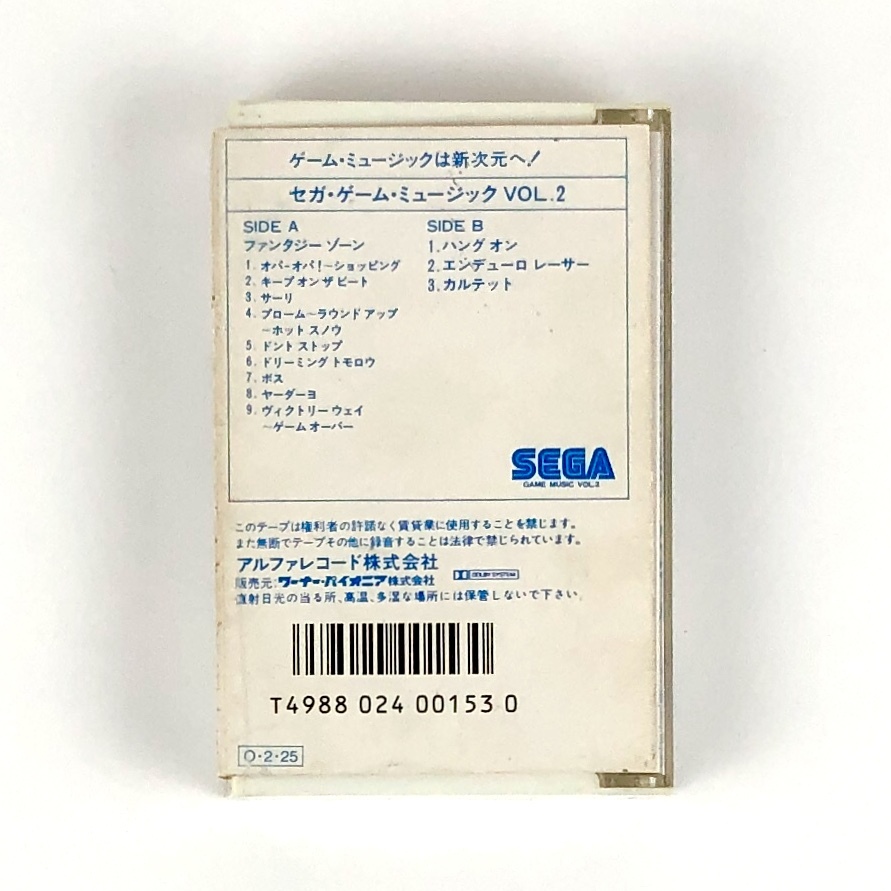 ゲーム・ミュージックは新次元へ!
セガ・ゲーム・ミュージック VOL.2
SIDE A
ファンタジー ゾーン
1. オパ-オパ!~ショッピング
2. キープ オン ザ ビート
3. サーリ
4. プローム~ラウンド アップ
~ホット スノウ
5. ドント ストップ
6. ドリーミング トモロウ
7. ボス
8. ヤーダーヨ
9. ヴィクトリー ウェイ
~ゲーム オーバー
SIDE B
1. ハング オン
2. エンデューロ レーサー
3. カルテット
SEGA
GAME MUSIC VOL.2
このテープは権利者の許諾なく賃貸業に使用することを禁じます。
また無断でテープその他に録音することは法律で禁じられています。
アルファレコード株式会社
販売元:ワーナー・パイオニア株式会社 DOLBY SYSTEM
直射日光の当る所、高温、多湿な場所には保管しないで下さい。
T4988 024 00153 0
O・2・25